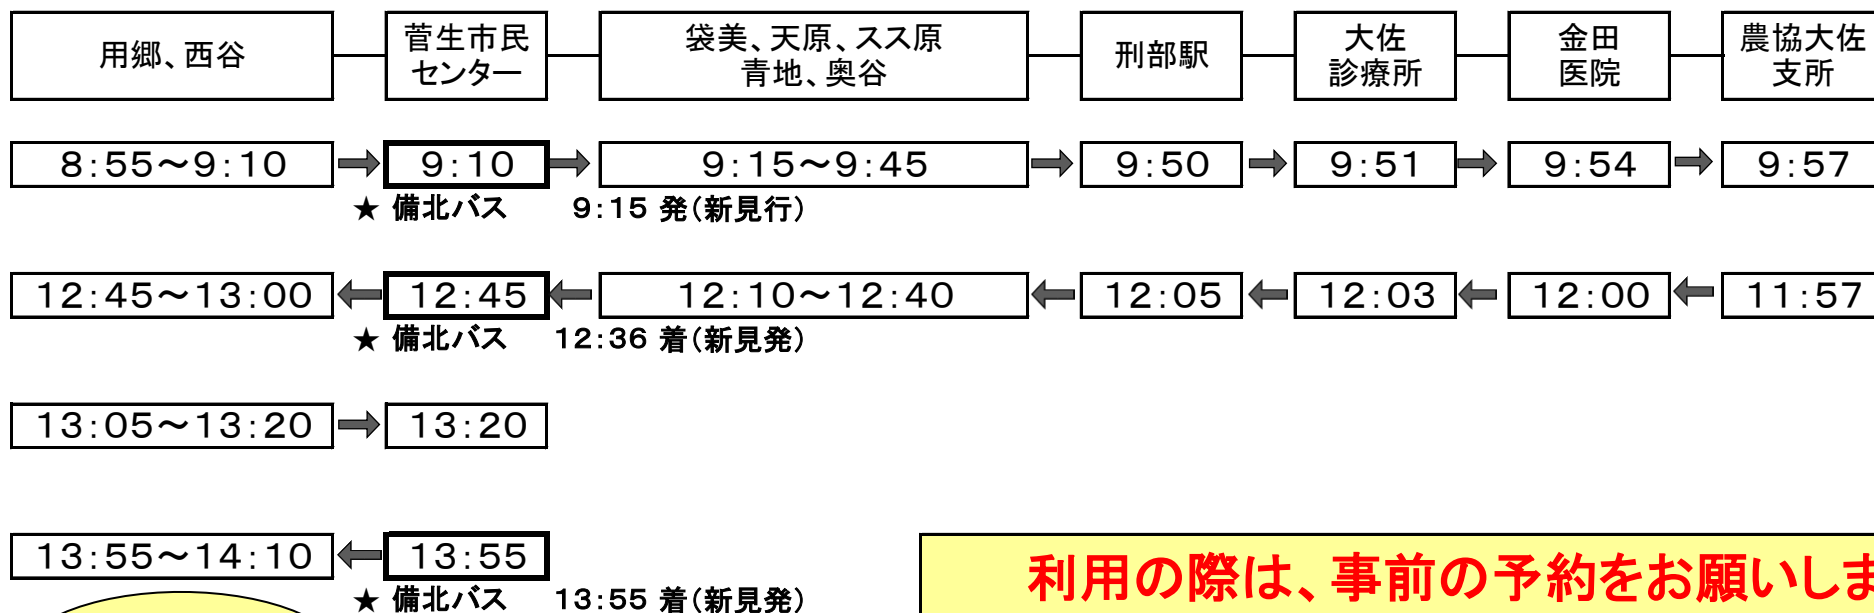 用郷、西谷
菅生市民
センター
袋美、天原、スス原
青地、奥谷
刑部駅
大佐
診療所
金田
医院
農協大佐
支所
8:55～9:10 9:10 9:15～9:45 9:50 9:51 9:54 9:57
★ 備北バス 9:15 発(新見行)
12:45～13:00 12:45 12:10～12:40 12:05 12:03 12:00 11:57
★ 備北バス 12:36 着(新見発)
13:05～13:20 13:20
13:55～14:10 13:55
★ 備北バス 13:55 着(新見発)
利用の際は、事前の予約をお願いしま